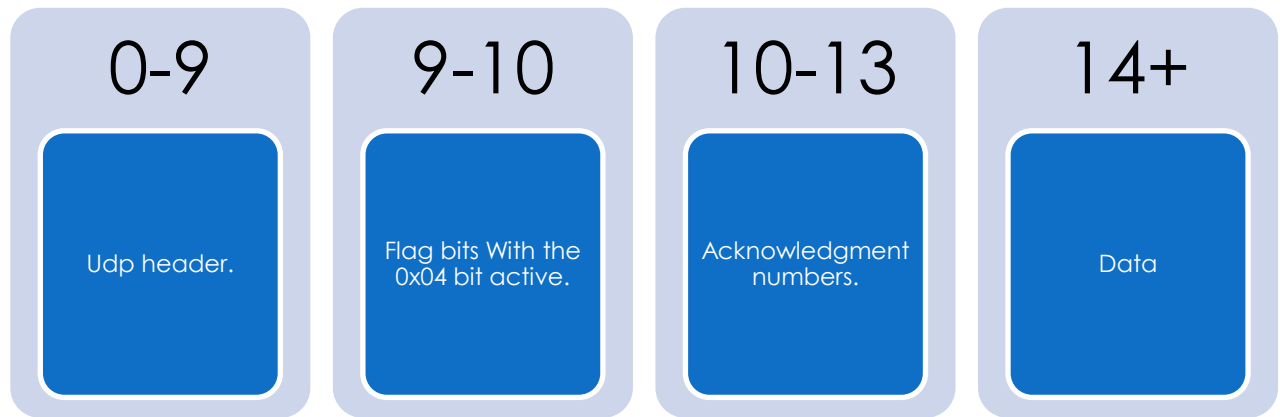 0-9
Udp header.
9-10
Flag bits With the
0x04 bit active.
10-13
Acknowledgment
numbers.
14+
Data